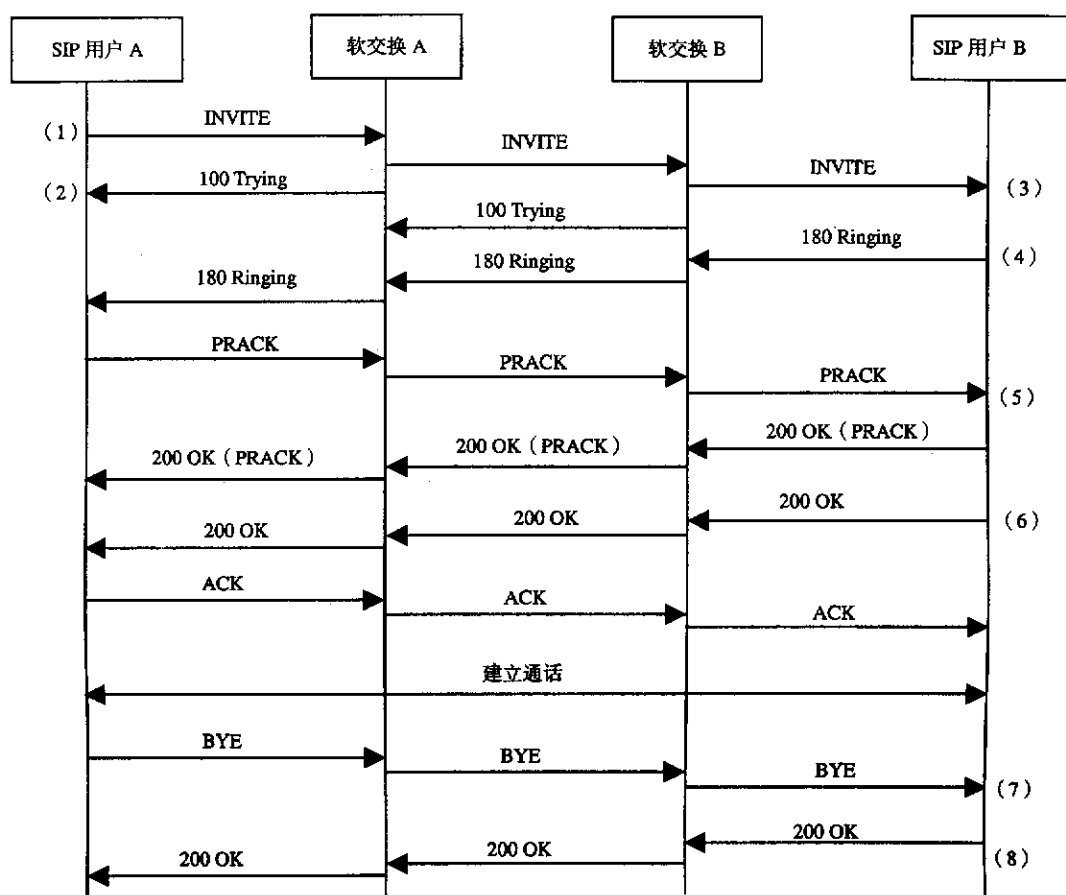 SIP 用户 A
软交换 A
软交换 B
SIP 用户 B
(1)
INVITE
INVITE
INVITE
(3)
(2)
100 Trying
100 Trying
180 Ringing
(4)
180 Ringing
180 Ringing
PRACK
PRACK
PRACK
(5)
200 OK（PRACK）
200 OK（PRACK）
200 OK（PRACK）
200 OK
(6)
200 OK
200 OK
ACK
ACK
ACK
建立通话
BYE
BYE
BYE
(7)
200 OK
200 OK
(8)
200 OK